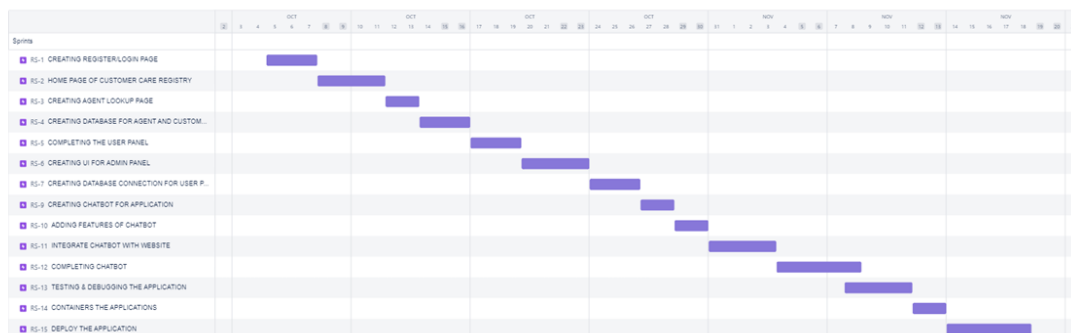 OCT OCT OCT OCT NOV NOV NOV
2 3 4 5 6 7 8 9 10 11 12 13 14 15 16 17 18 19 20 21 22 23 24 25 26 27 28 29 30 31 1 2 3 4 5 6 7 8 9 10 11 12 13 14 15 16 17 18 19 20
Sprints
RS-1 CREATING REGISTER/LOGIN PAGE
RS-2 HOME PAGE OF CUSTOMER CARE REGISTRY
RS-3 CREATING AGENT LOOKUP PAGE
RS-4 CREATING DATABASE FOR AGENT AND CUSTOM...
RS-5 COMPLETING THE USER PANEL
RS-6 CREATING UI FOR ADMIN PANEL
RS-7 CREATING DATABASE CONNECTION FOR USER P...
RS-9 CREATING CHATBOT FOR APPLICATION
RS-10 ADDING FEATURES OF CHATBOT
RS-11 INTEGRATE CHATBOT WITH WEBSITE
RS-12 COMPLETING CHATBOT
RS-13 TESTING & DEBUGGING THE APPLICATION
RS-14 CONTAINERS THE APPLICATIONS
RS-15 DEPLOY THE APPLICATION